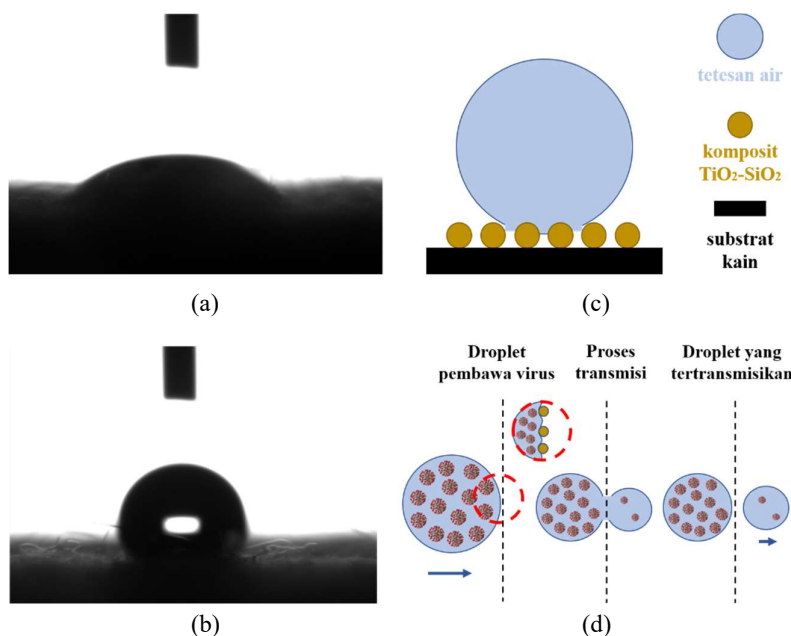 tetesan air
komposit
TiO₂-SiO₂
substrat
kain
(a)
(c)
Droplet
pembawa virus
Proses
transmisi
Droplet yang
tertransmisikan
(b)
(d)